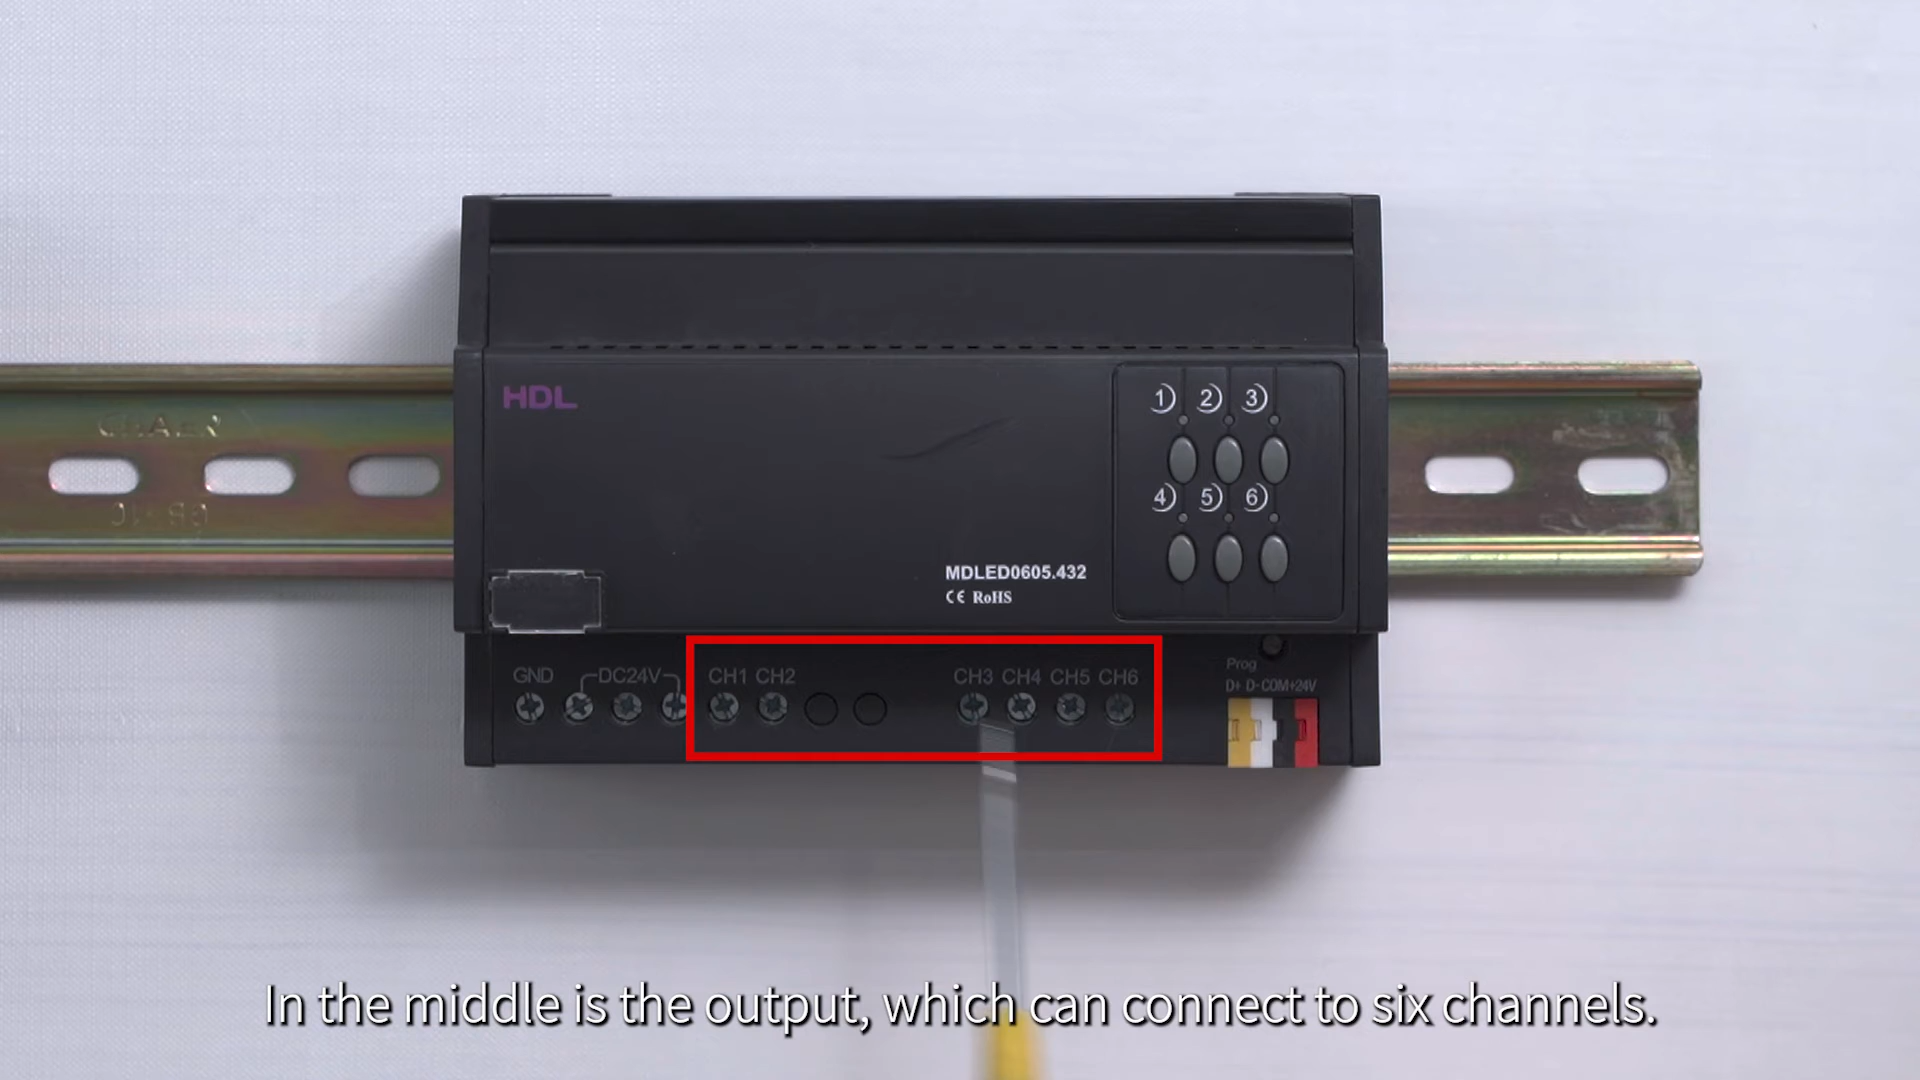 HDL
1 2 3
4 5 6
MDLED0605.432
CE RoHS
GND DC24V CH1 CH2 CH3 CH4 CH5 CH6
Prog
D+ D- COM +24V
In the middle is the output, which can connect to six channels.